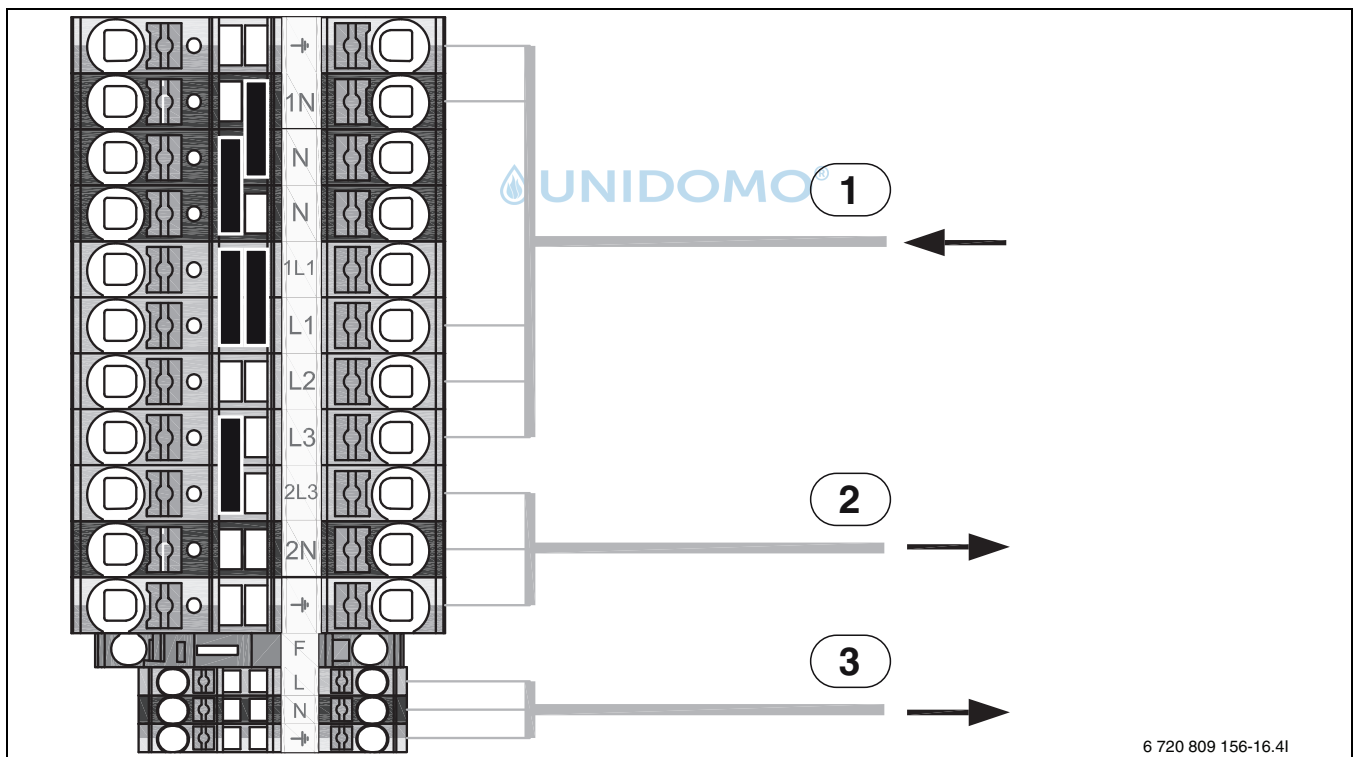 ⏚
1N
N
UNIDOMO®
1
N
1L1
L1
L2
L3
2L3
2
2N
⏚
F
3
L
N
⏚
6 720 809 156-16.4I